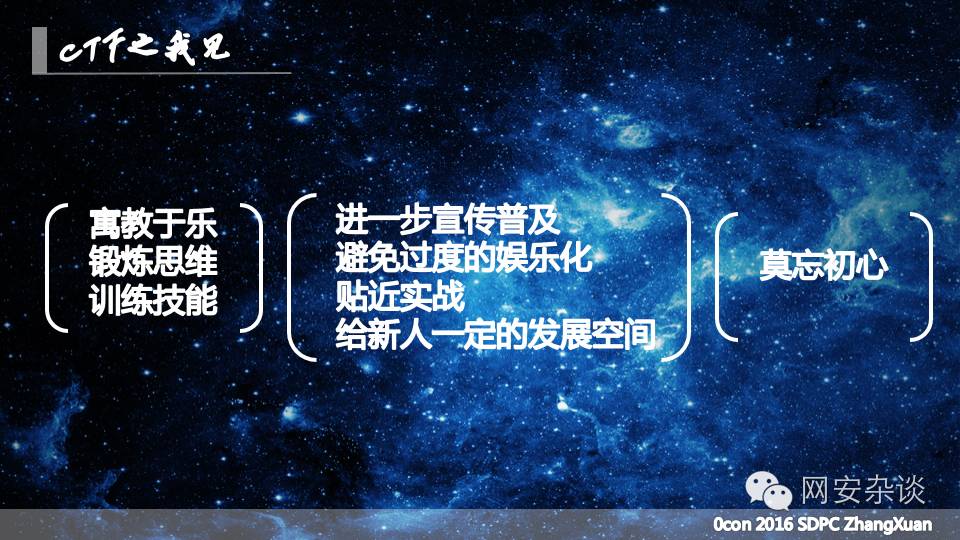 CTF之我见
寓教于乐
锻炼思维
训练技能
进一步宣传普及
避免过度的娱乐化
贴近实战
给新人一定的发展空间
莫忘初心
网安杂谈
0con 2016 SDPC ZhangXuan